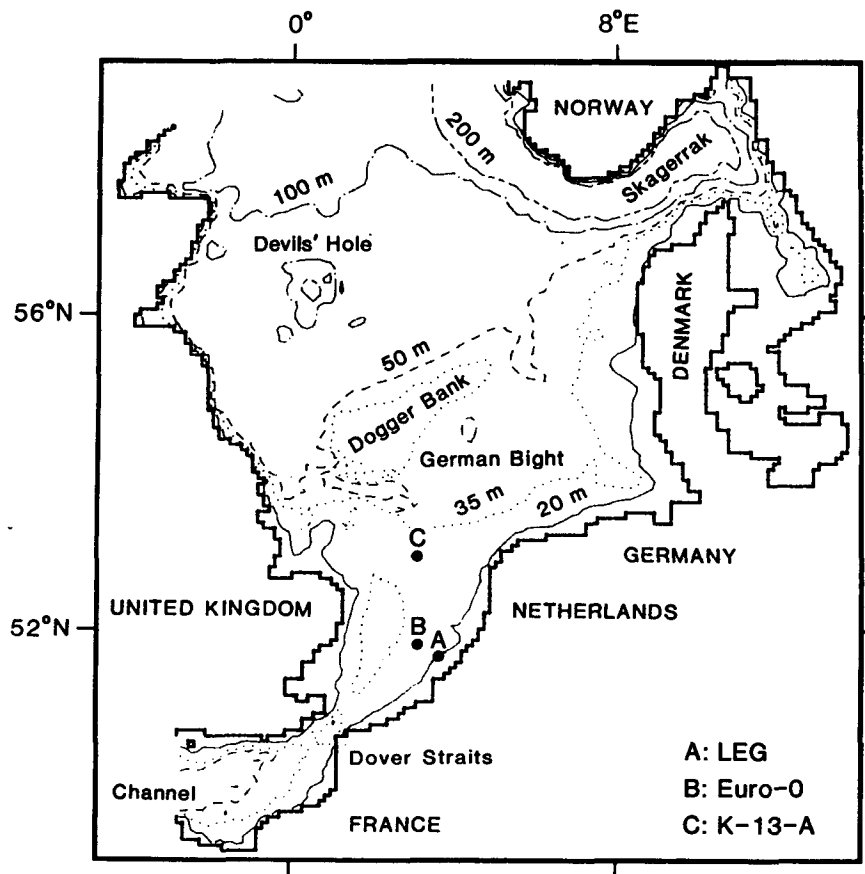 0° 8°E
NORWAY
200 m
Skagerrak
100 m
Devils' Hole
56°N
DENMARK
50 m
Dogger Bank
German Bight
35 m
20 m
C
GERMANY
UNITED KINGDOM
NETHERLANDS
52°N
B
A
Dover Straits
A: LEG
Channel
B: Euro-0
FRANCE
C: K-13-A